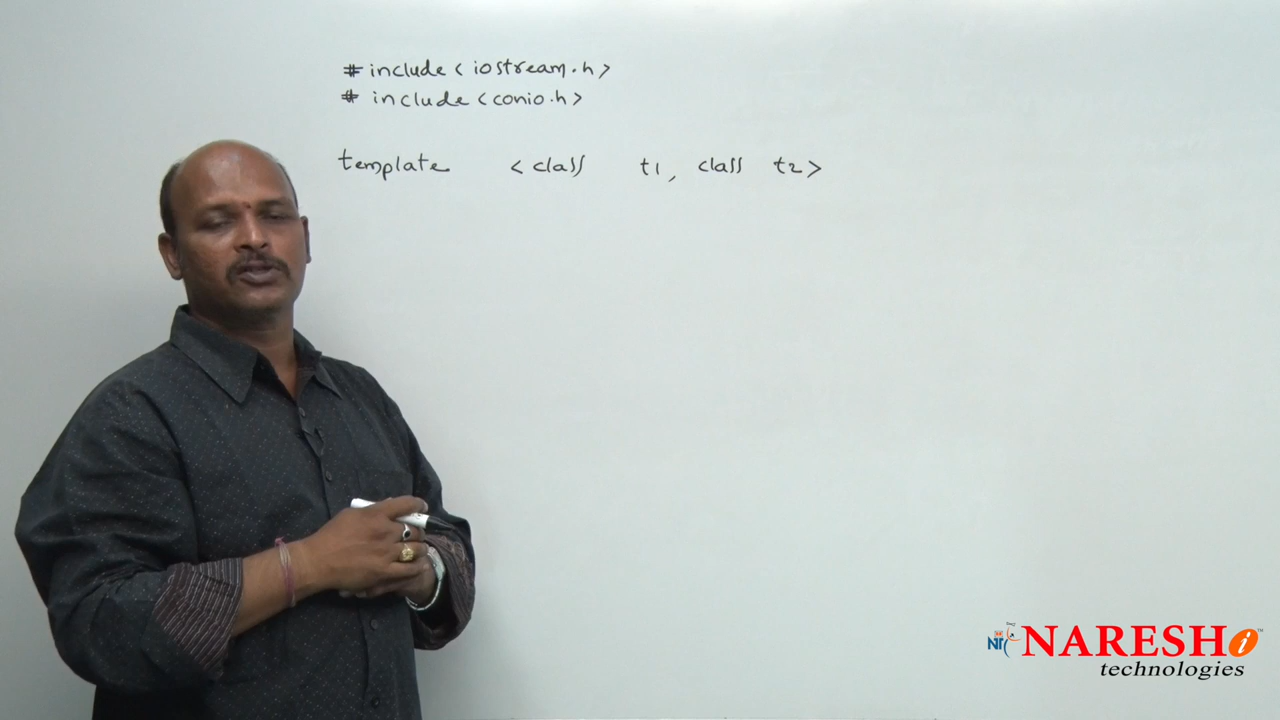 # include < iostream.h >
# include < conio.h >
template < class t1, class t2 >
NARESH i
technologies